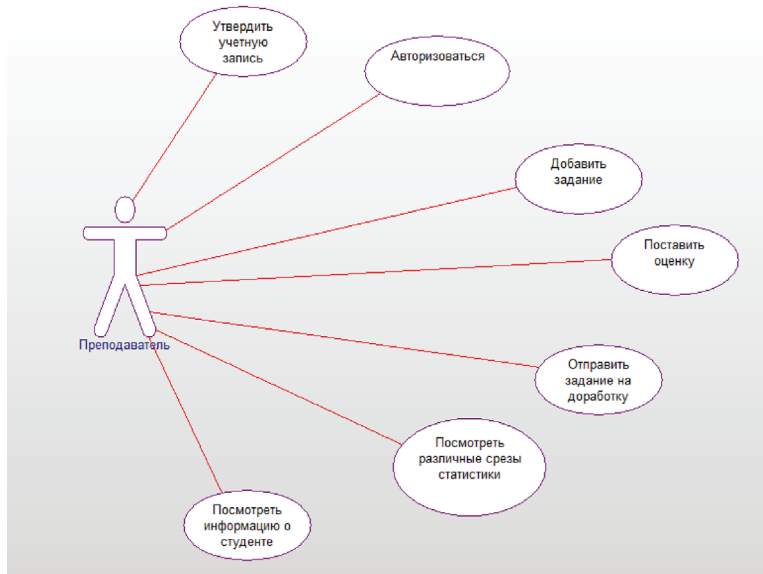 Утвердить
учетную
запись
Авторизоваться
Добавить
задание
Поставить
оценку
Преподаватель
Отправить
задание на
доработку
Посмотреть
различные срезы
статистики
Посмотреть
информацию о
студенте